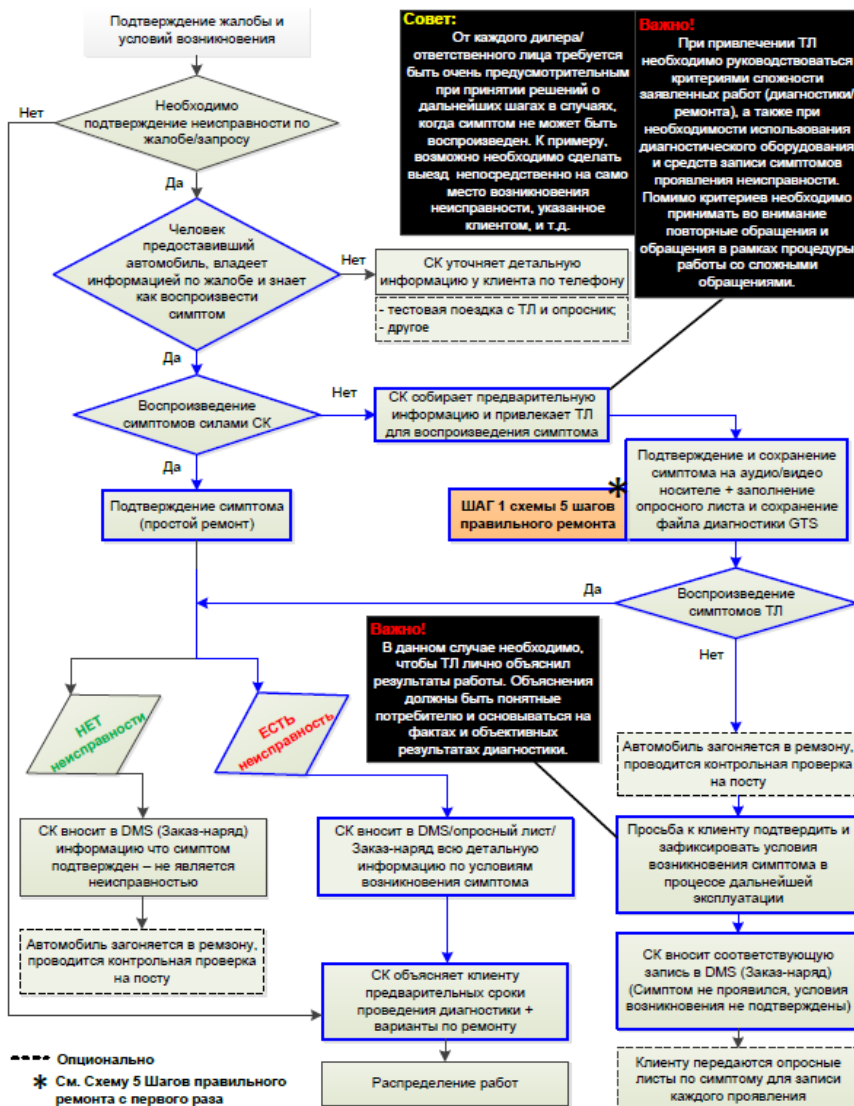 Подтверждение жалобы и
условий возникновения
Совет:
От каждого дилера/
ответственного лица требуется
быть очень предусмотрительным
при принятии решений о
дальнейших шагах в случаях,
когда симптом не может быть
воспроизведен. К примеру,
возможно необходимо сделать
выезд непосредственно на само
место возникновения
неисправности, указанное
клиентом, и т.д.
Важно!
При привлечении ТЛ
необходимо руководствоваться
критериями сложности
заявленных работ (диагностики/
ремонта), а также при
необходимости использования
диагностического оборудования
и средств записи симптомов
проявления неисправности.
Помимо критериев необходимо
принимать во внимание
повторные обращения и
обращения в рамках процедуры
работы со сложными
обращениями.
Нет
Необходимо
подтверждение неисправности по
жалобе/запросу
Да
Человек
предоставивший
автомобиль, владеет
информацией по жалобе и знает
как воспроизвести
симптом
Нет
СК уточняет детальную
информацию у клиента по телефону
- тестовая поездка с ТЛ и опросник;
- другое
Да
Воспроизведение
симптомов силами СК
Нет
СК собирает предварительную
информацию и привлекает ТЛ
для воспроизведения симптома
Да
Подтверждение симптома
(простой ремонт)
*
ШАГ 1 схемы 5 шагов
правильного ремонта
Подтверждение и сохранение
симптома на аудио/видео
носителе + заполнение
опросного листа и сохранение
файла диагностики GTS
Да
Воспроизведение
симптомов ТЛ
Нет
Важно!
В данном случае необходимо,
чтобы ТЛ лично объяснил
результаты работы. Объяснения
должны быть понятные
потребителю и основываться на
фактах и объективных
результатах диагностики.
НЕТ
неисправности
ЕСТЬ
неисправность
Автомобиль загоняется в ремзону,
проводится контрольная проверка
на посту
СК вносит в DMS (Заказ-наряд)
информацию что симптом
подтвержден – не является
неисправностью
СК вносит в DMS/опросный лист/
Заказ-наряд всю детальную
информацию по условиям
возникновения симптома
Просьба к клиенту подтвердить и
зафиксировать условия
возникновения симптома в
процессе дальнейшей
эксплуатации
Автомобиль загоняется в ремзону,
проводится контрольная проверка
на посту
СК объясняет клиенту
предварительных сроки
проведения диагностики +
варианты по ремонту
СК вносит соответствующую
запись в DMS (Заказ-наряд)
(Симптом не проявился, условия
возникновения не подтверждены)
Распределение работ
Клиенту передаются опросные
листы по симптому для записи
каждого проявления
Опционально
* См. Схему 5 Шагов правильного
ремонта с первого раза